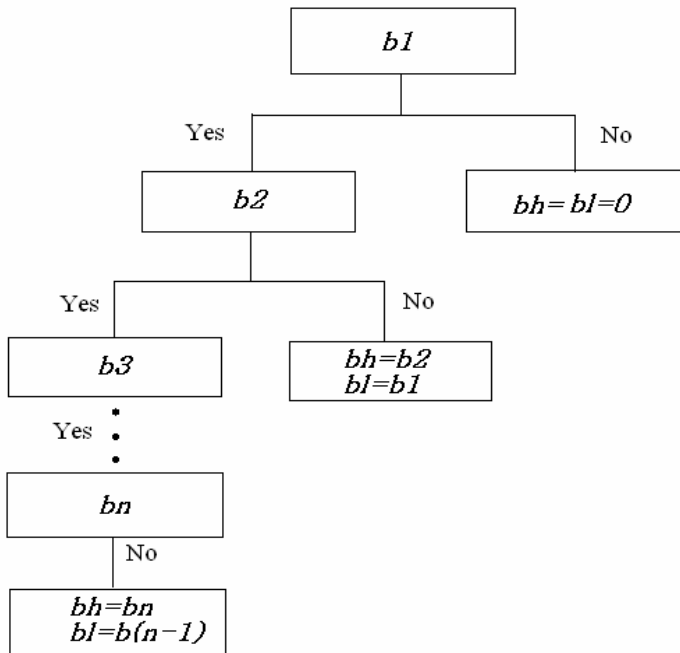 b1
Yes
No
b2
bh= bl=0
Yes
No
b3
bh=b2
bl=b1
Yes
bn
No
bh=bn
bl=b(n-1)